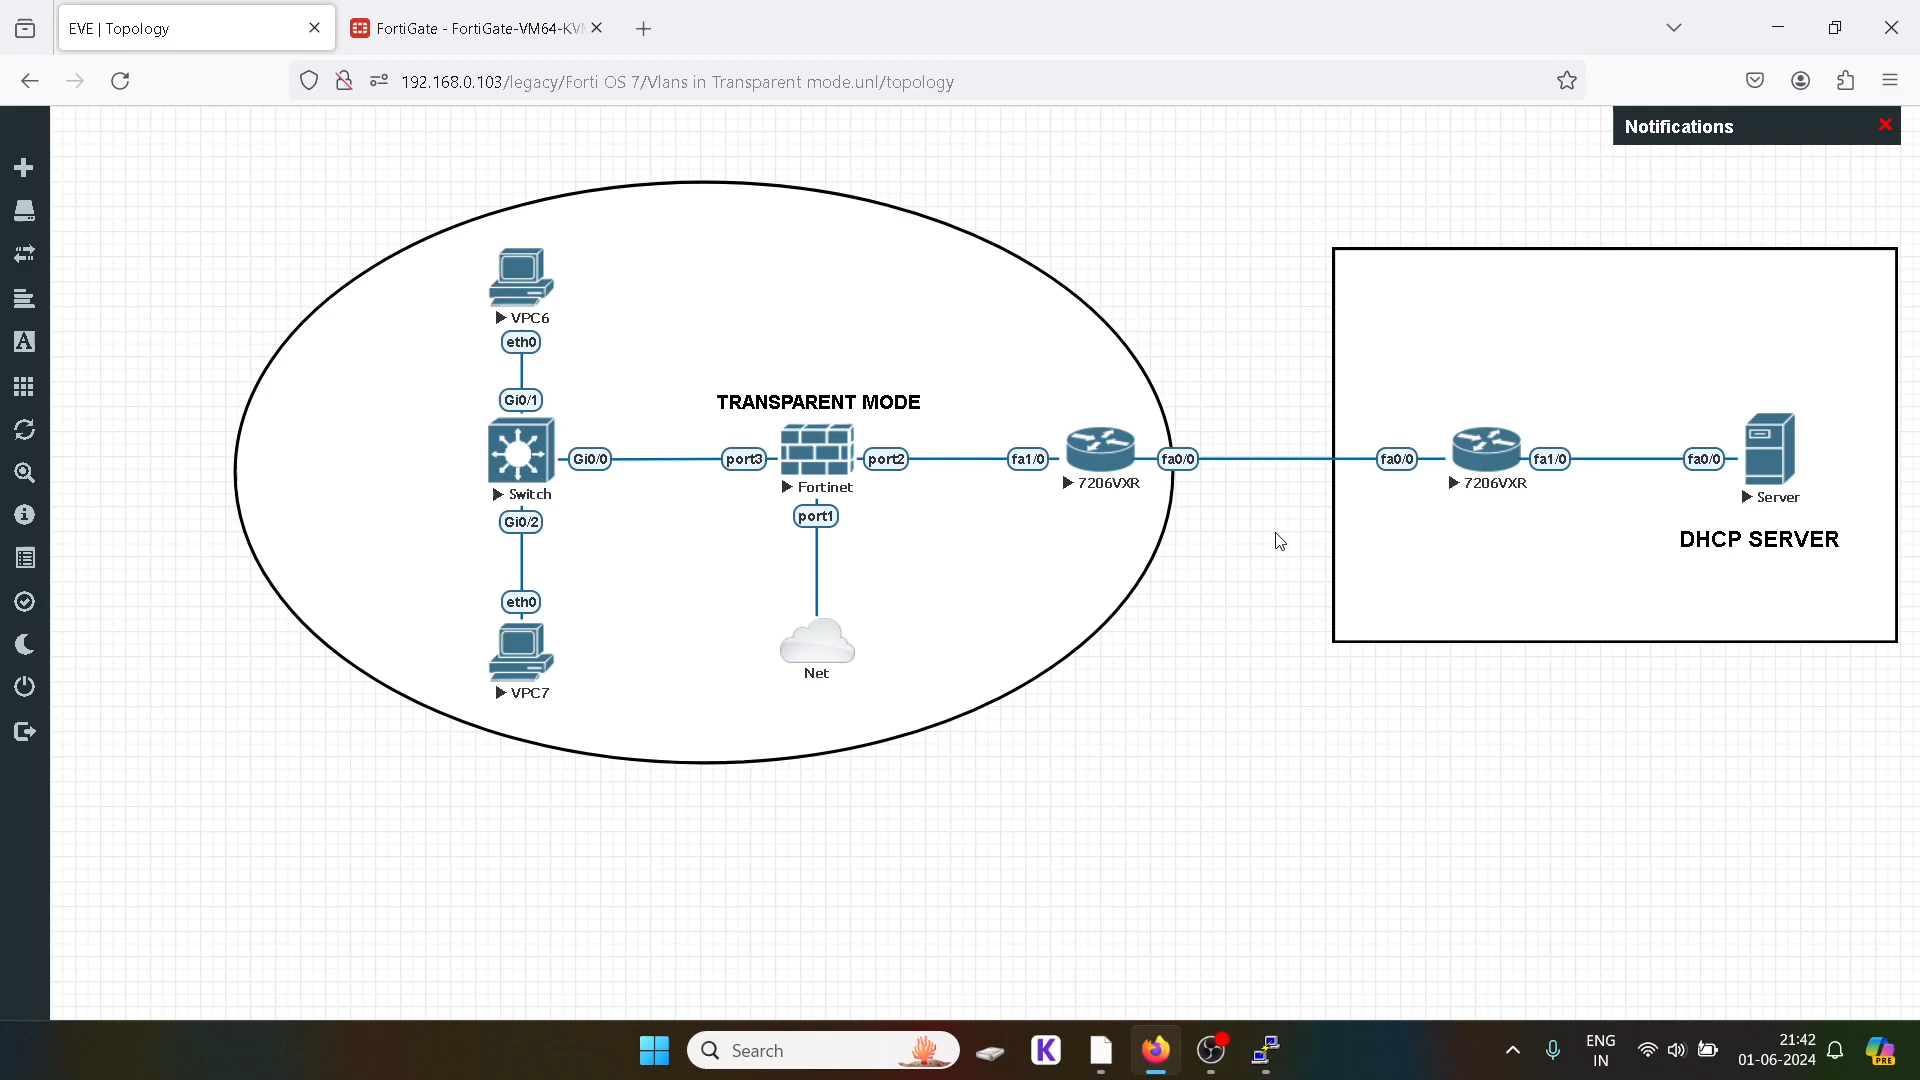 EVE | Topology
FortiGate - FortiGate-VM64-KVM
192.168.0.103/legacy/Forti OS 7/Vlans in Transparent mode.unl/topology
Notifications
VPC6
eth0
Gi0/1
TRANSPARENT MODE
Gi0/0
port3
port2
fa1/0
fa0/0
fa0/0
fa1/0
fa0/0
Switch
Fortinet
7206VXR
7206VXR
Server
Gi0/2
port1
DHCP SERVER
eth0
Net
VPC7
Search
ENG
IN
21:42
01-06-2024
PRE